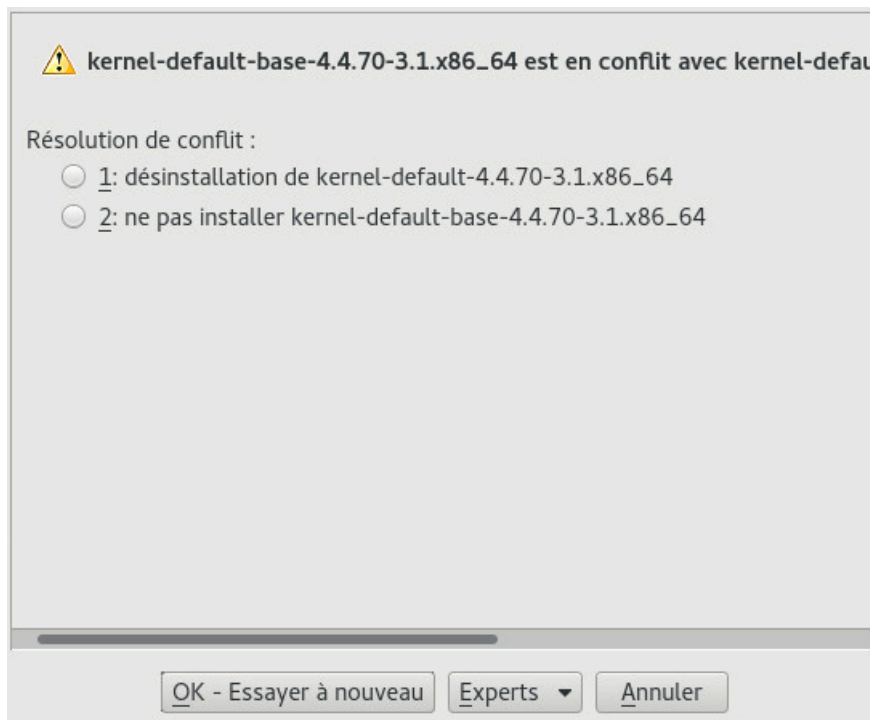 kernel-default-base-4.4.70-3.1.x86_64 est en conflit avec kernel-defau
Résolution de conflit :
1: désinstallation de kernel-default-4.4.70-3.1.x86_64
2: ne pas installer kernel-default-base-4.4.70-3.1.x86_64
OK - Essayer à nouveau Experts Annuler